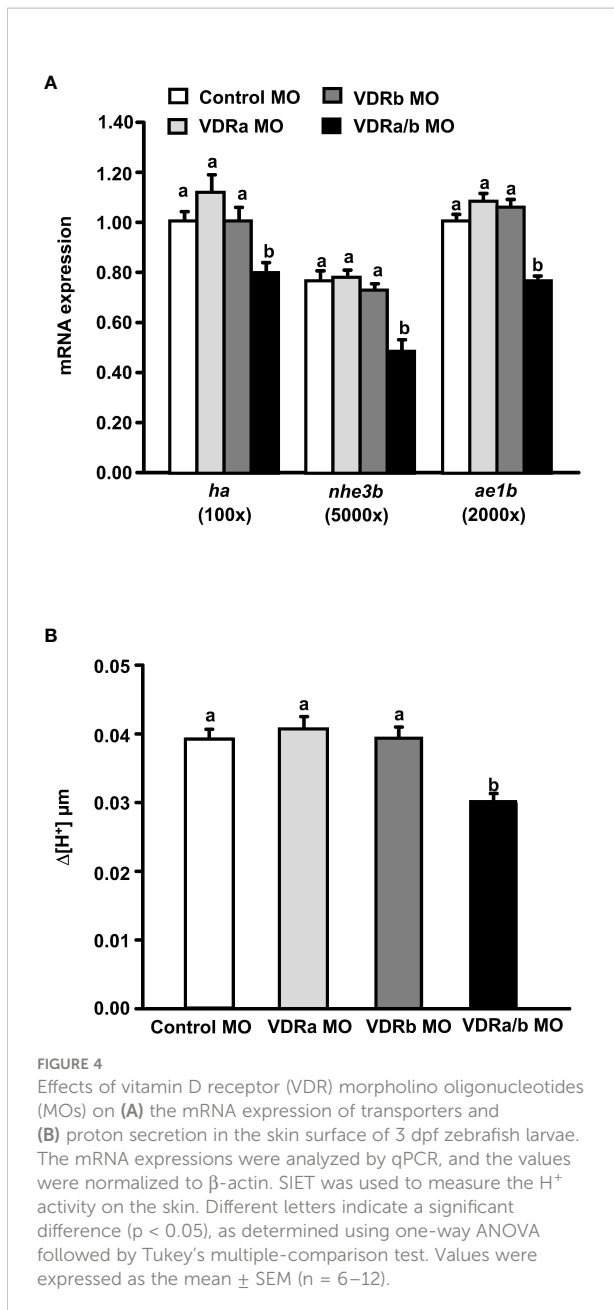 A
Control MO
VDRb MO
VDRa MO
VDRa/b MO
mRNA expression
1.40
1.20
1.00
0.80
0.60
0.40
0.20
0.00
a a a b
a a a b
a a a b
ha nhe3b ae1b
(100x) (5000x) (2000x)
B
Δ[H⁺] μm
0.05
0.04
0.03
0.02
0.01
0.00
a a a b
Control MO VDRa MO VDRb MO VDRa/b MO
FIGURE 4
Effects of vitamin D receptor (VDR) morpholino oligonucleotides
(MOs) on (A) the mRNA expression of transporters and
(B) proton secretion in the skin surface of 3 dpf zebrafish larvae.
The mRNA expressions were analyzed by qPCR, and the values
were normalized to β-actin. SIET was used to measure the H⁺
activity on the skin. Different letters indicate a significant
difference (p < 0.05), as determined using one-way ANOVA
followed by Tukey’s multiple-comparison test. Values were
expressed as the mean ± SEM (n = 6–12).